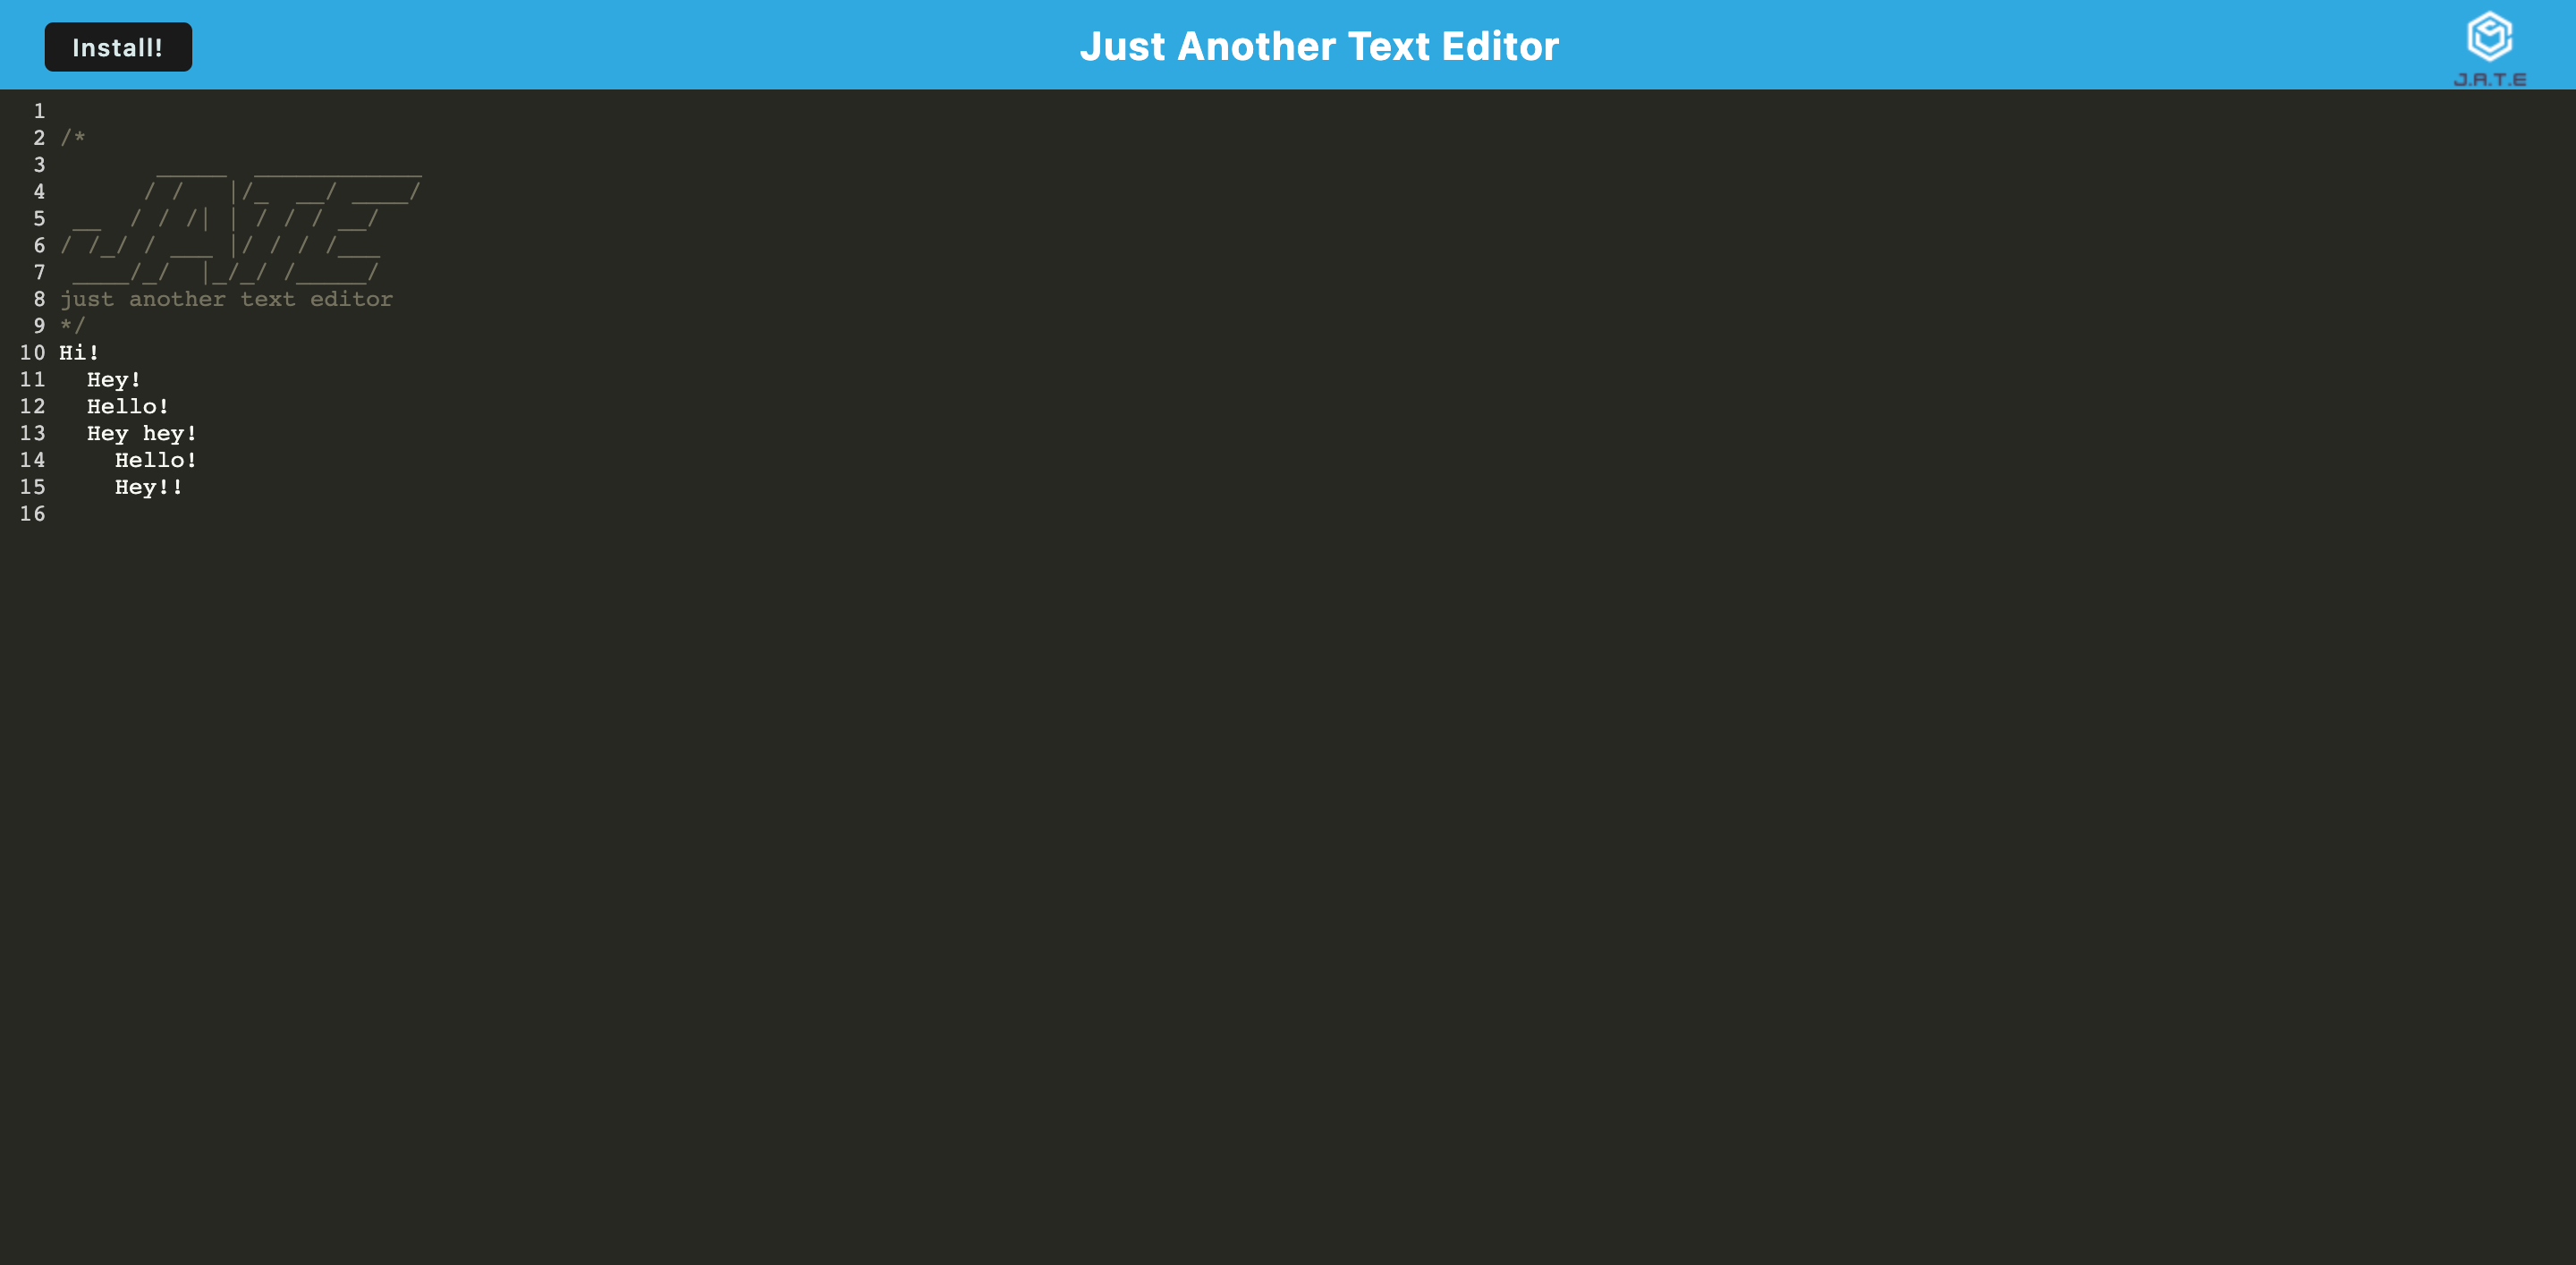 Install!
Just Another Text Editor
J.A.T.E
1
2 /*
3        _____  ____________
4       / /   |/_  __/ ____/
5  __  / / /| | / / / __/
6 / /_/ / ___ |/ / / /___
7  ____/_/  |_/_/ /_____/
8 just another text editor
9 */
10 Hi!
11   Hey!
12   Hello!
13   Hey hey!
14     Hello!
15     Hey!!
16